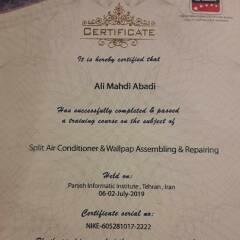 CERTIFICATE
It is hereby certified that
Ali Mahdi Abadi
Has successfully completed & passed
a training course on the subject of
Split Air Conditioner & Wallpap Assembling & Repairing
Held on:
Parseh Informatic Institute, Tehran, Iran
06-02-July-2019
Certificate serial no:
NIKE-605281017-2222